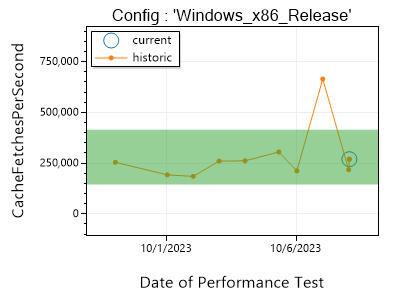 Config : 'Windows_x86_Release'
current
historic
CacheFetchesPerSecond
750,000
500,000
250,000
0
10/1/2023
10/6/2023
Date of Performance Test